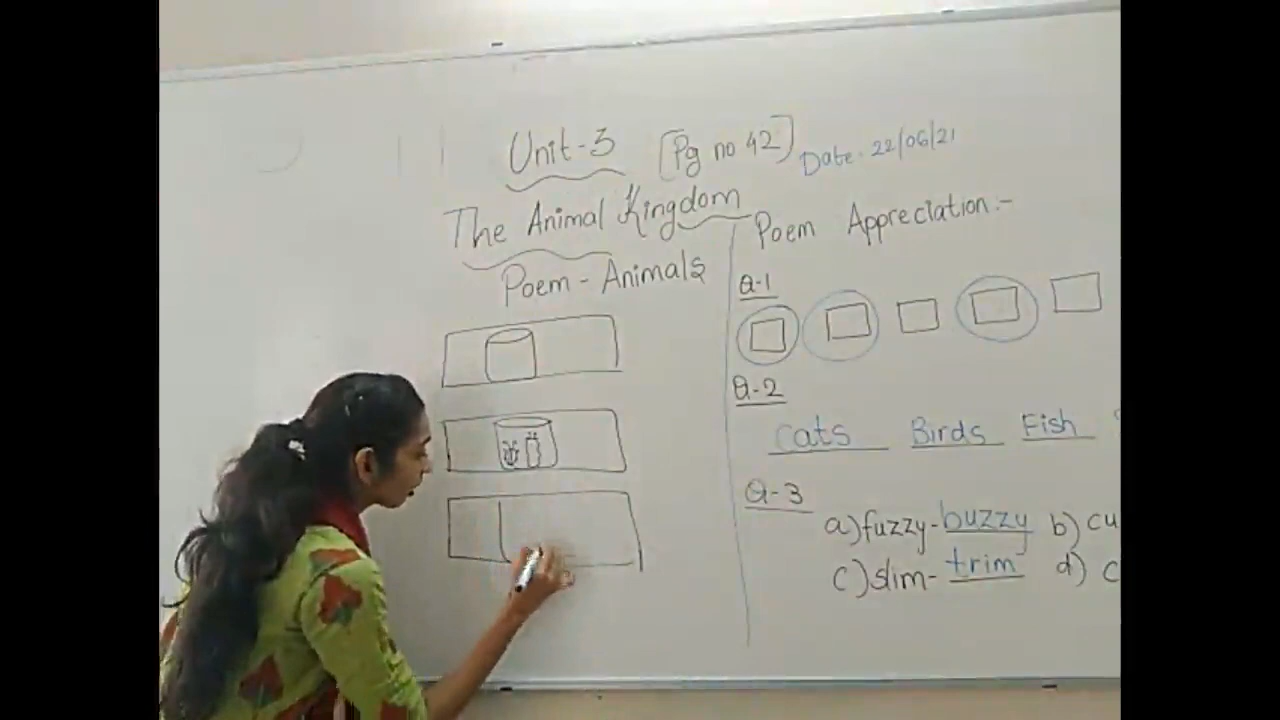 Unit-3 [Pg no 42] Date. 22/06/21
The Animal Kingdom
Poem - Animals
Poem Appreciation:-
Q-1
Q-2
Cats Birds Fish
Q-3
a) fuzzy- buzzy b) cu
c) slim- trim d) c